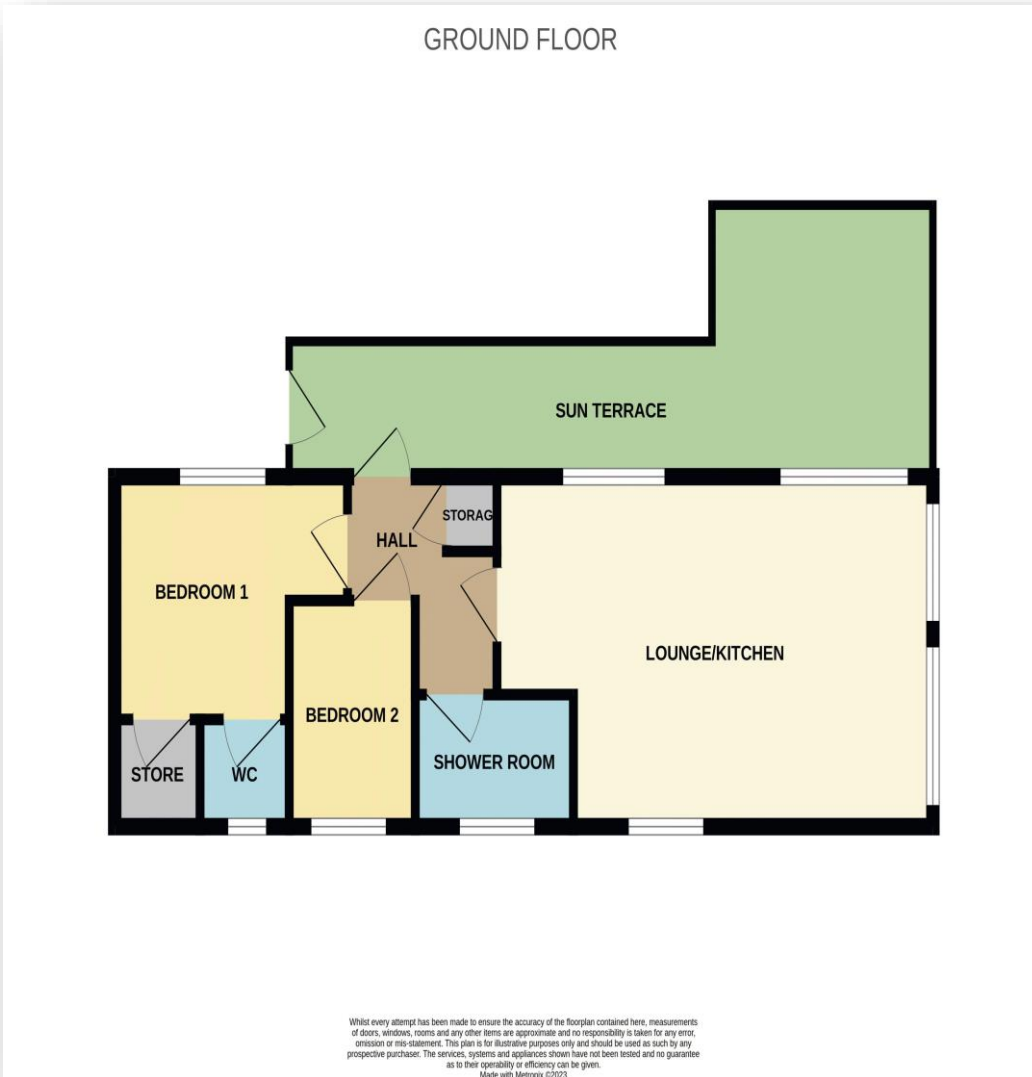 GROUND FLOOR
SUN TERRACE
STORAG
HALL
BEDROOM 1
LOUNGE/KITCHEN
BEDROOM 2
SHOWER ROOM
STORE
WC
Whilst every attempt has been made to ensure the accuracy of the floorplan contained here, measurements
of doors, windows, rooms and any other items are approximate and no responsibility is taken for any error,
omission or mis-statement. This plan is for illustrative purposes only and should be used as such by any
prospective purchaser. The services, systems and appliances shown have not been tested and no guarantee
as to their operability or efficiency can be given.
Made with Metropix ©2023